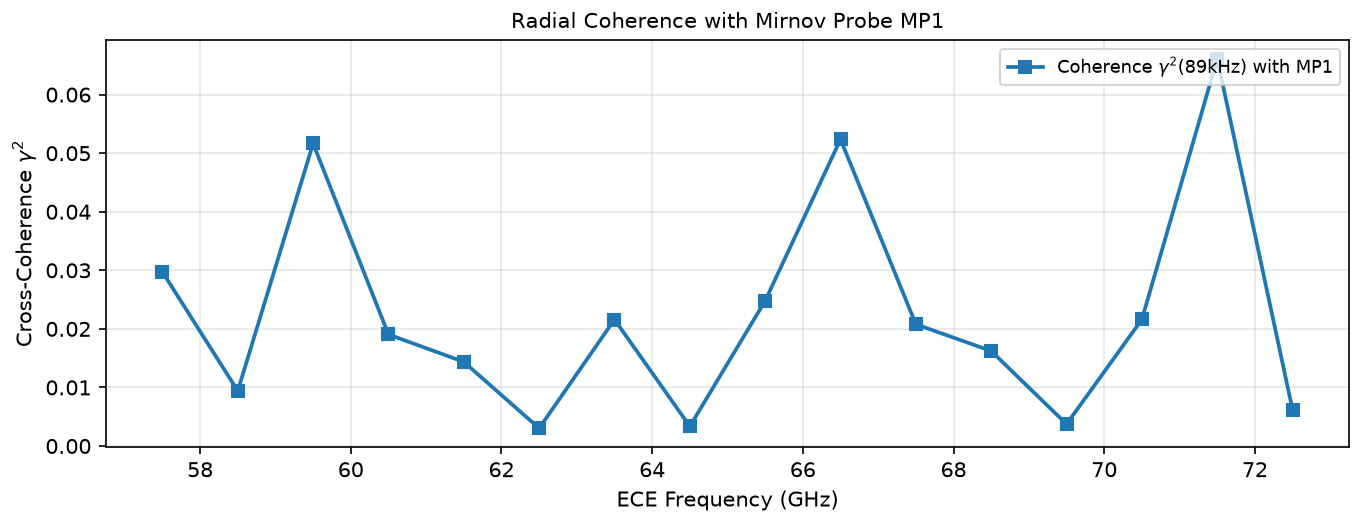 Radial Coherence with Mirnov Probe MP1
Coherence γ²(89kHz) with MP1
Cross-Coherence γ²
0.06
0.05
0.04
0.03
0.02
0.01
0.00
58 60 62 64 66 68 70 72
ECE Frequency (GHz)